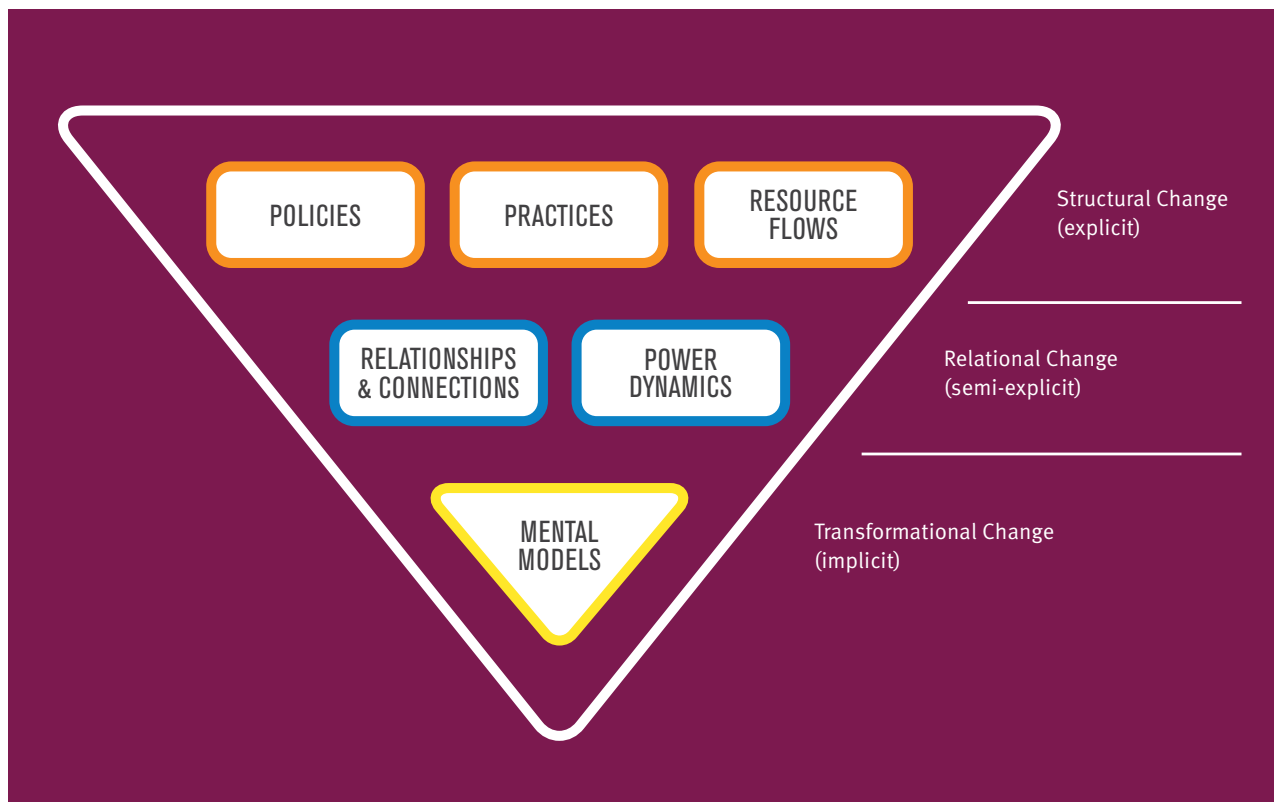 POLICIES
PRACTICES
RESOURCE
FLOWS
Structural Change
(explicit)
RELATIONSHIPS
& CONNECTIONS
POWER
DYNAMICS
Relational Change
(semi-explicit)
MENTAL
MODELS
Transformational Change
(implicit)